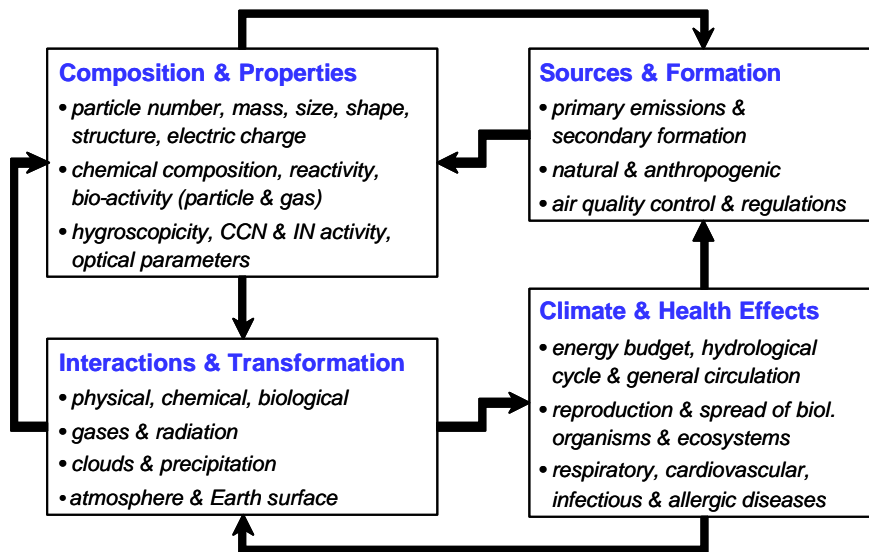 Composition & Properties
• particle number, mass, size, shape,
structure, electric charge
• chemical composition, reactivity,
bio-activity (particle & gas)
• hygroscopicity, CCN & IN activity,
optical parameters
Sources & Formation
• primary emissions &
secondary formation
• natural & anthropogenic
• air quality control & regulations
Interactions & Transformation
• physical, chemical, biological
• gases & radiation
• clouds & precipitation
• atmosphere & Earth surface
Climate & Health Effects
• energy budget, hydrological
cycle & general circulation
• reproduction & spread of biol.
organisms & ecosystems
• respiratory, cardiovascular,
infectious & allergic diseases